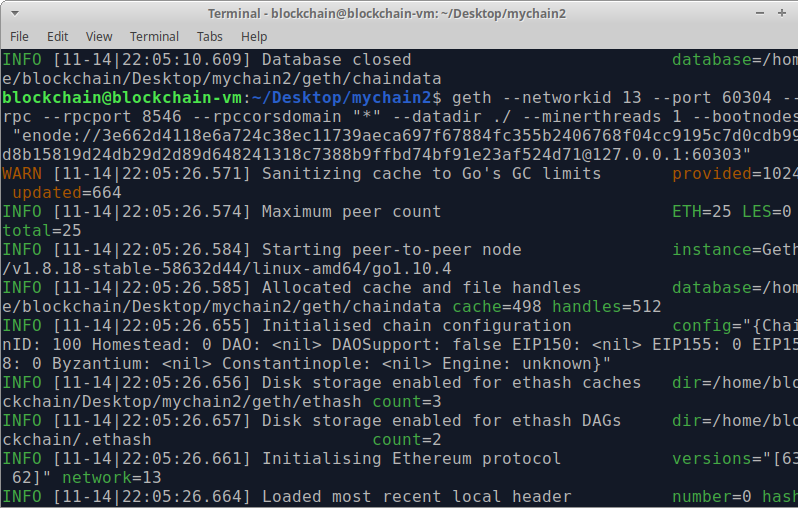 Terminal - blockchain@blockchain-vm: ~/Desktop/mychain2
File Edit View Terminal Tabs Help
INFO [11-14|22:05:10.609] Database closed database=/hom
e/blockchain/Desktop/mychain2/geth/chaindata
blockchain@blockchain-vm:~/Desktop/mychain2$ geth --networkid 13 --port 60304 --
rpc --rpcport 8546 --rpccorsdomain "*" --datadir ./ --minerthreads 1 --bootnodes
"enode://3e662d4118e6a724c38ec11739aeca697f67884fc355b2406768f04cc9195c7d0cdb99
d8b15819d24db29d2d89d648241318c7388b9ffbd74bf91e23af524d71@127.0.0.1:60303"
WARN [11-14|22:05:26.571] Sanitizing cache to Go's GC limits provided=1024
updated=664
INFO [11-14|22:05:26.574] Maximum peer count ETH=25 LES=0
total=25
INFO [11-14|22:05:26.584] Starting peer-to-peer node instance=Geth
/v1.8.18-stable-58632d44/linux-amd64/go1.10.4
INFO [11-14|22:05:26.585] Allocated cache and file handles database=/hom
e/blockchain/Desktop/mychain2/geth/chaindata cache=498 handles=512
INFO [11-14|22:05:26.655] Initialised chain configuration config="{Chai
nID: 100 Homestead: 0 DAO: <nil> DAOSupport: false EIP150: <nil> EIP155: 0 EIP15
8: 0 Byzantium: <nil> Constantinople: <nil> Engine: unknown}"
INFO [11-14|22:05:26.656] Disk storage enabled for ethash caches dir=/home/blo
ckchain/Desktop/mychain2/geth/ethash count=3
INFO [11-14|22:05:26.657] Disk storage enabled for ethash DAGs dir=/home/blo
ckchain/.ethash count=2
INFO [11-14|22:05:26.661] Initialising Ethereum protocol versions="[63
62]" network=13
INFO [11-14|22:05:26.664] Loaded most recent local header number=0 hash